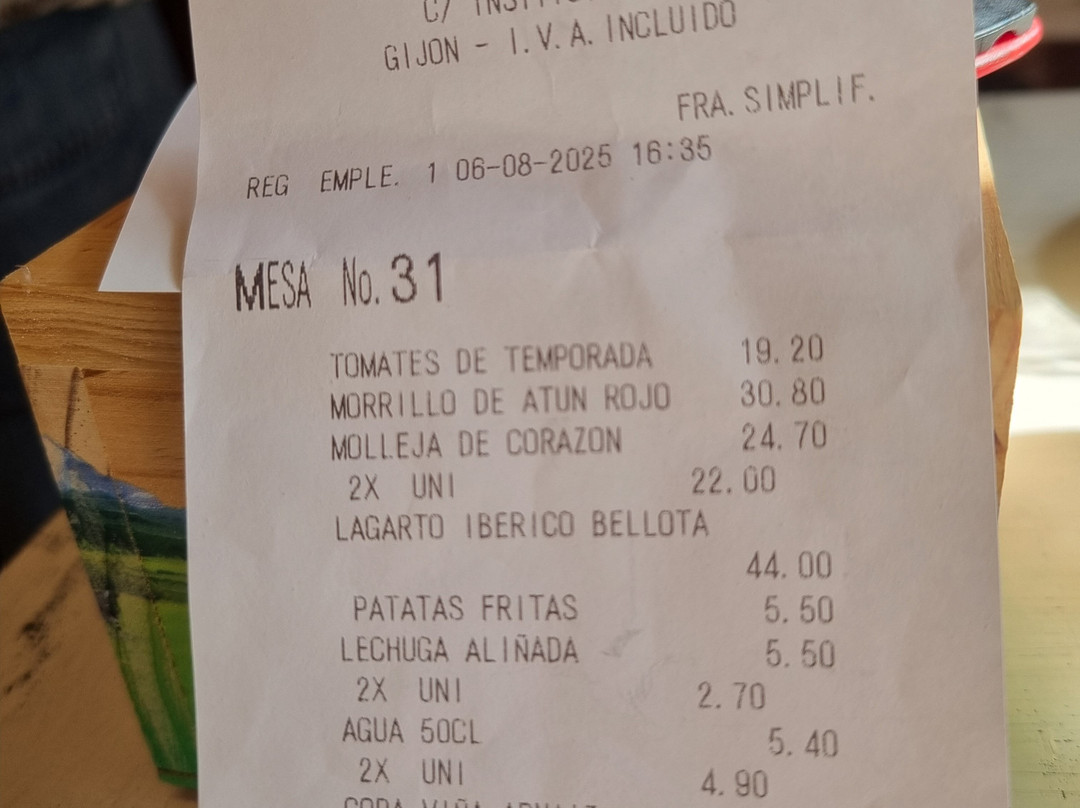 C/
GIJON - I.V.A. INCLUIDO
FRA. SIMPLIF.
REG EMPLE. 1 06-08-2025 16:35
MESA No. 31
TOMATES DE TEMPORADA 19.20
MORRILLO DE ATUN ROJO 30.80
MOLLEJA DE CORAZON 24.70
2X UNI 22.00
LAGARTO IBERICO BELLOTA
44.00
PATATAS FRITAS 5.50
LECHUGA ALIÑADA 5.50
2X UNI 2.70
AGUA 50CL
5.40
2X UNI 4.90
COPA VIÑA